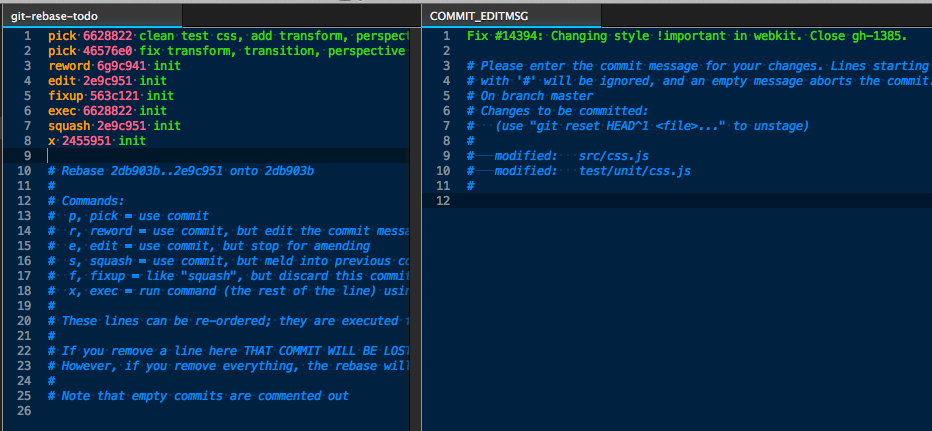 git-rebase-todo
1 pick 6628822 clean test css, add transform, perspect
2 pick 46576e0 fix transform, transition, perspective
3 reword 6g9c941 init
4 edit 2e9c951 init
5 fixup 563c121 init
6 exec 6628822 init
7 squash 2e9c951 init
8 x 2455951 init
9
10 # Rebase 2db903b..2e9c951 onto 2db903b
11 #
12 # Commands:
13 #  p, pick = use commit
14 #  r, reword = use commit, but edit the commit messa
15 #  e, edit = use commit, but stop for amending
16 #  s, squash = use commit, but meld into previous co
17 #  f, fixup = like "squash", but discard this commit
18 #  x, exec = run command (the rest of the line) usin
19 #
20 # These lines can be re-ordered; they are executed
21 #
22 # If you remove a line here THAT COMMIT WILL BE LOST
23 # However, if you remove everything, the rebase will
24 #
25 # Note that empty commits are commented out
26
COMMIT_EDITMSG
1 Fix #14394: Changing style !important in webkit. Close gh-1385.
2
3 # Please enter the commit message for your changes. Lines starting
4 # with '#' will be ignored, and an empty message aborts the commit.
5 # On branch master
6 # Changes to be committed:
7 #   (use "git reset HEAD^1 <file>..." to unstage)
8 #
9 #   modified:   src/css.js
10 #   modified:   test/unit/css.js
11 #
12